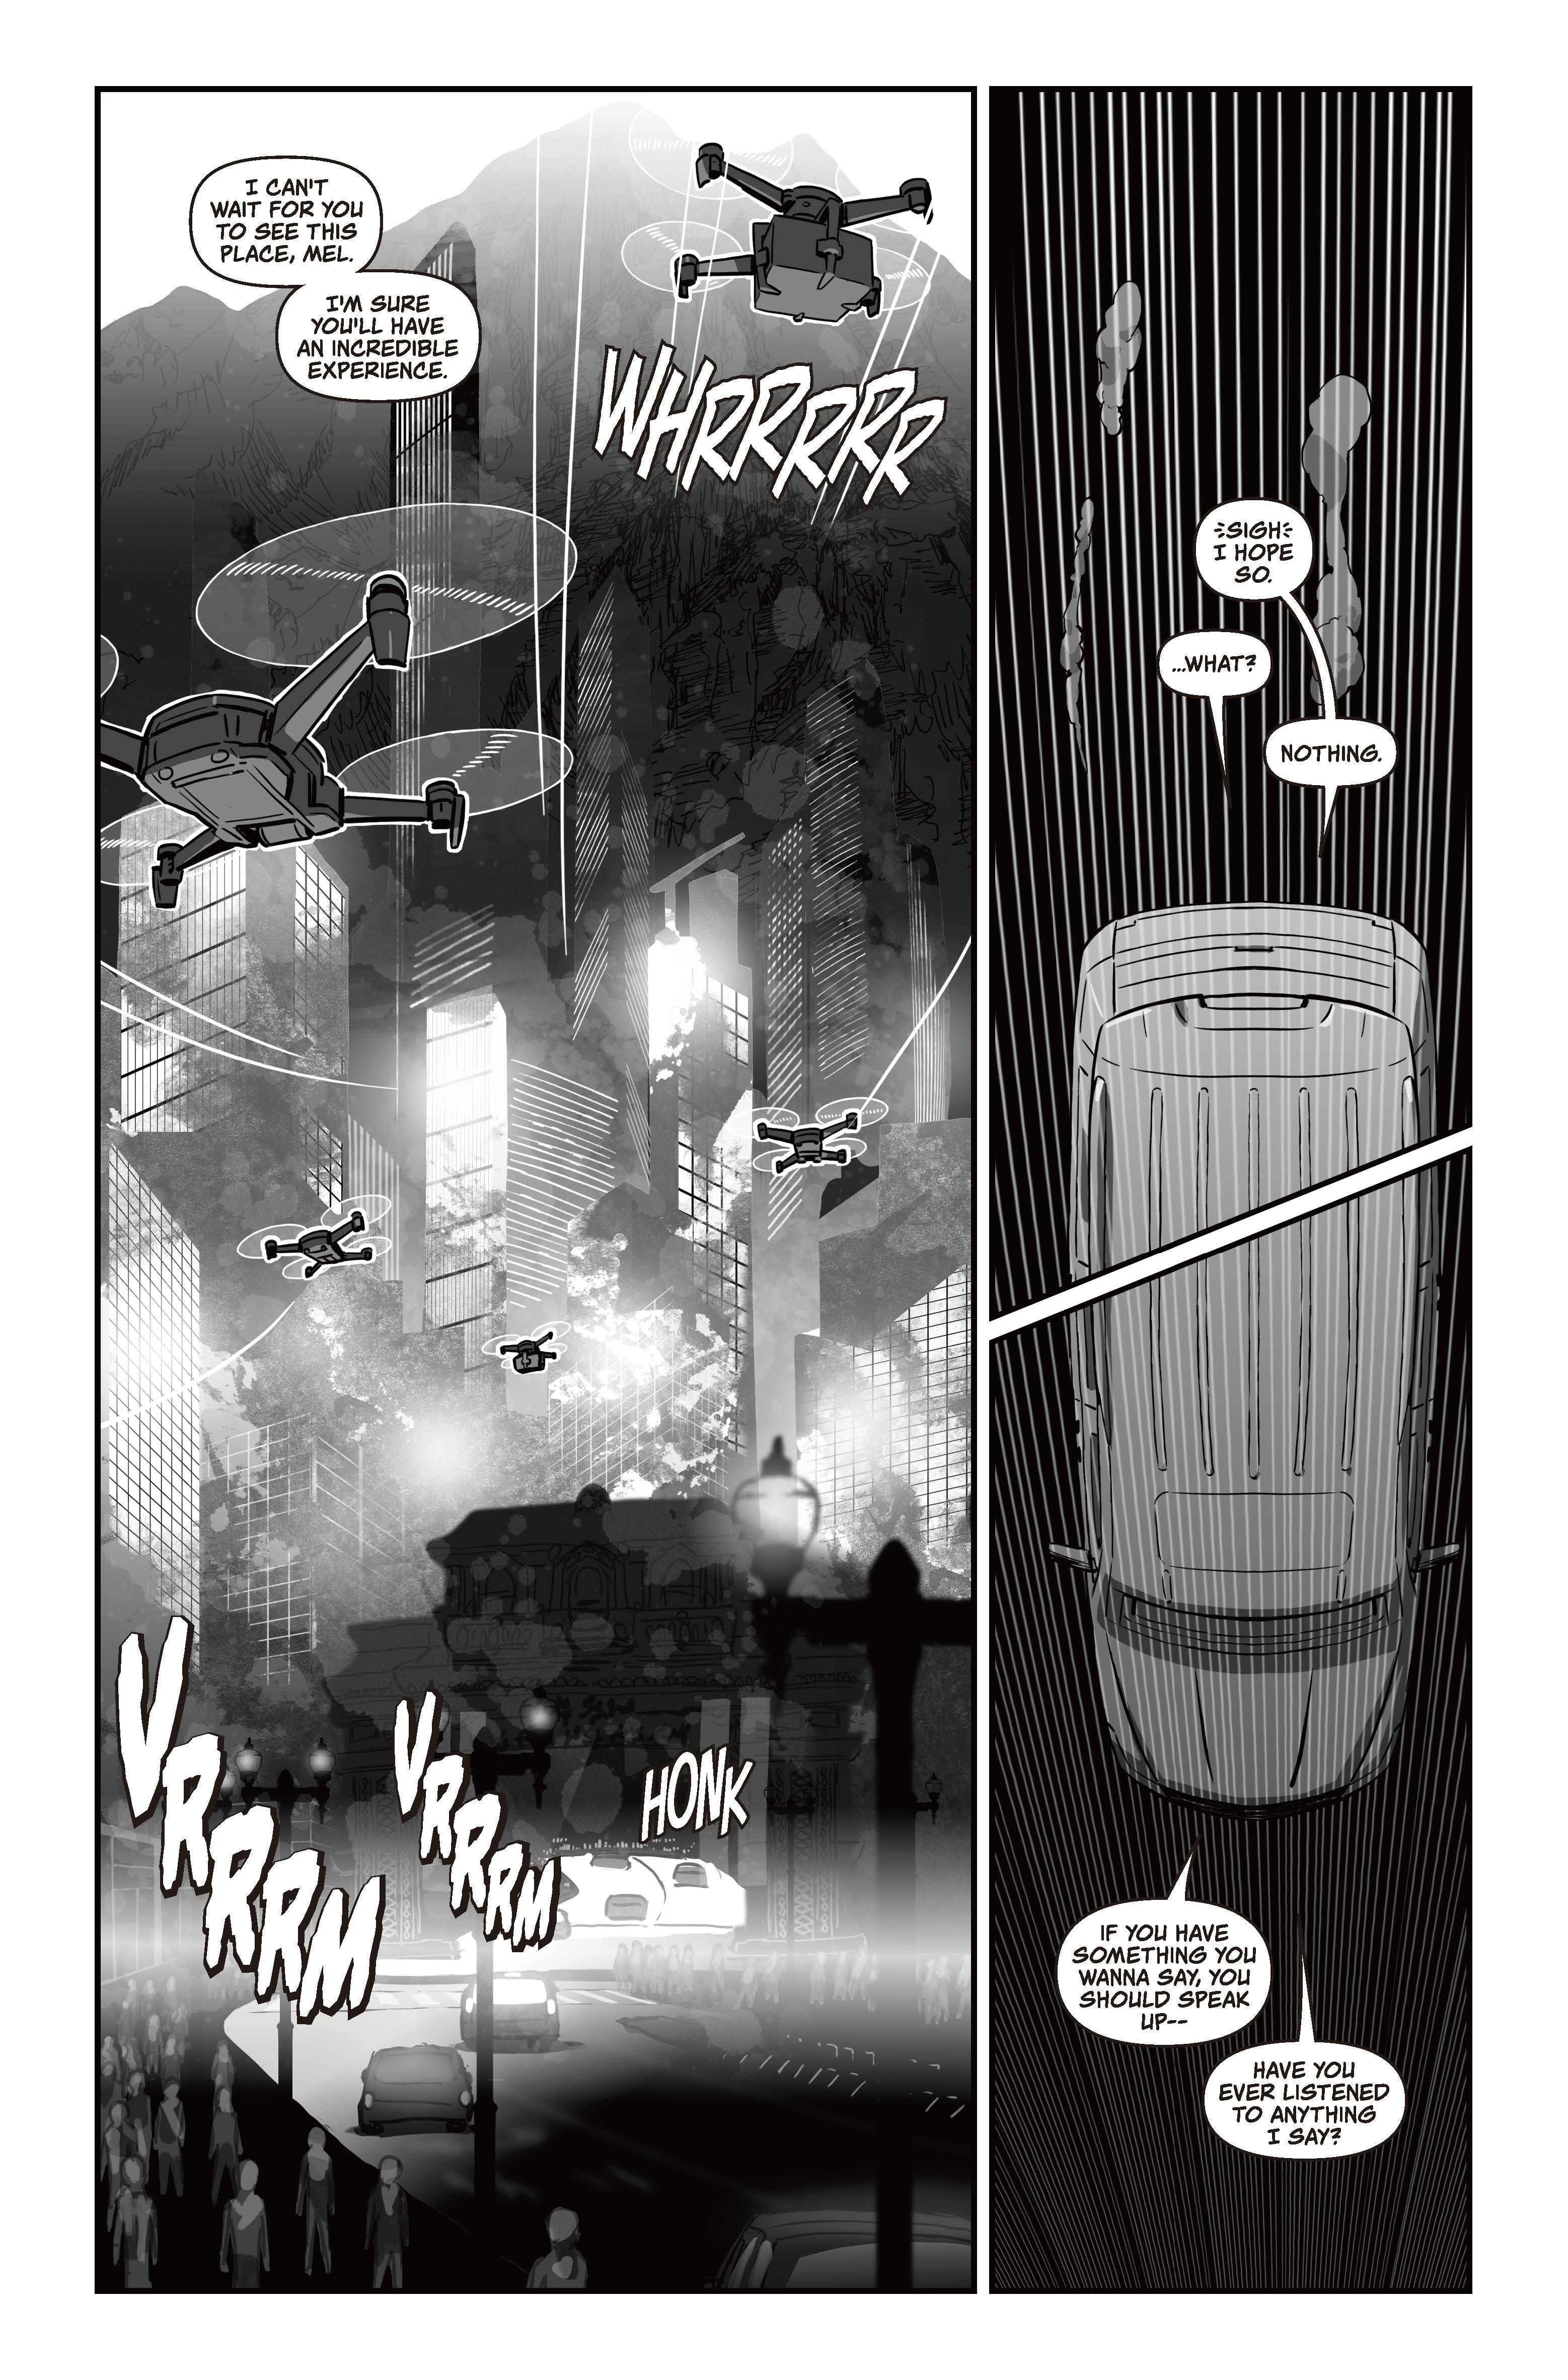 I CAN'T
WAIT FOR YOU
TO SEE THIS
PLACE, MEL.
I'M SURE
YOU'LL HAVE
AN INCREDIBLE
EXPERIENCE.
WHRRRRR
VRRRM
VRRRM
HONK
SIGH
I HOPE
SO.
...WHAT?
NOTHING.
IF YOU HAVE
SOMETHING YOU
WANNA SAY, YOU
SHOULD SPEAK
UP--
HAVE YOU
EVER LISTENED
TO ANYTHING
I SAY?